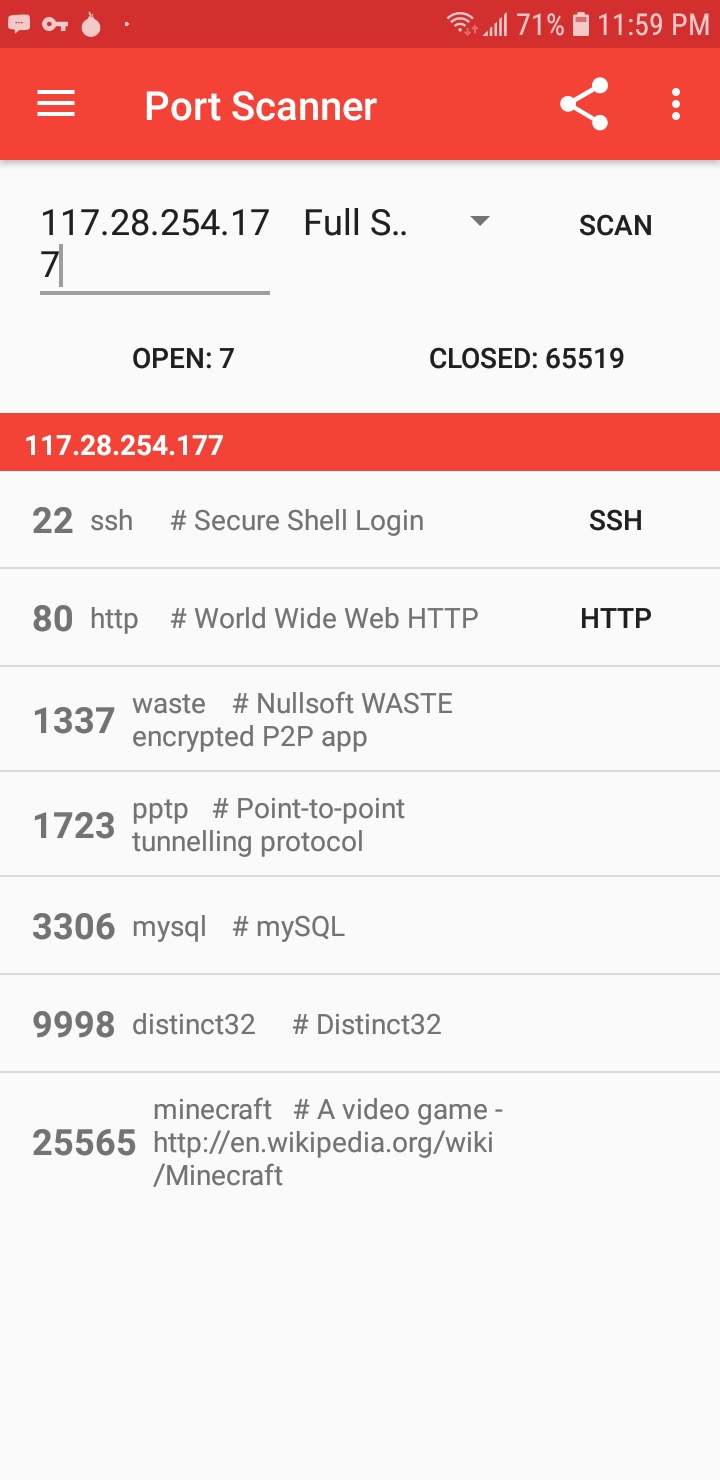 71% 11:59 PM
Port Scanner
117.28.254.17 Full S.. SCAN
7
OPEN: 7 CLOSED: 65519
117.28.254.177
22 ssh # Secure Shell Login SSH
80 http # World Wide Web HTTP HTTP
1337 waste # Nullsoft WASTE
encrypted P2P app
1723 pptp # Point-to-point
tunnelling protocol
3306 mysql # mySQL
9998 distinct32 # Distinct32
minecraft # A video game -
25565 http://en.wikipedia.org/wiki
/Minecraft